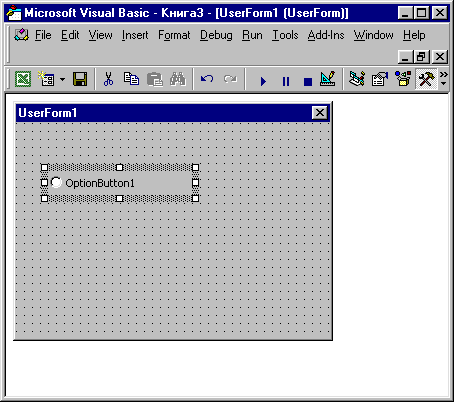 Microsoft Visual Basic - Книга3 - [UserForm1 (UserForm)]
File Edit View Insert Format Debug Run Tools Add-Ins Window Help
UserForm1
OptionButton1